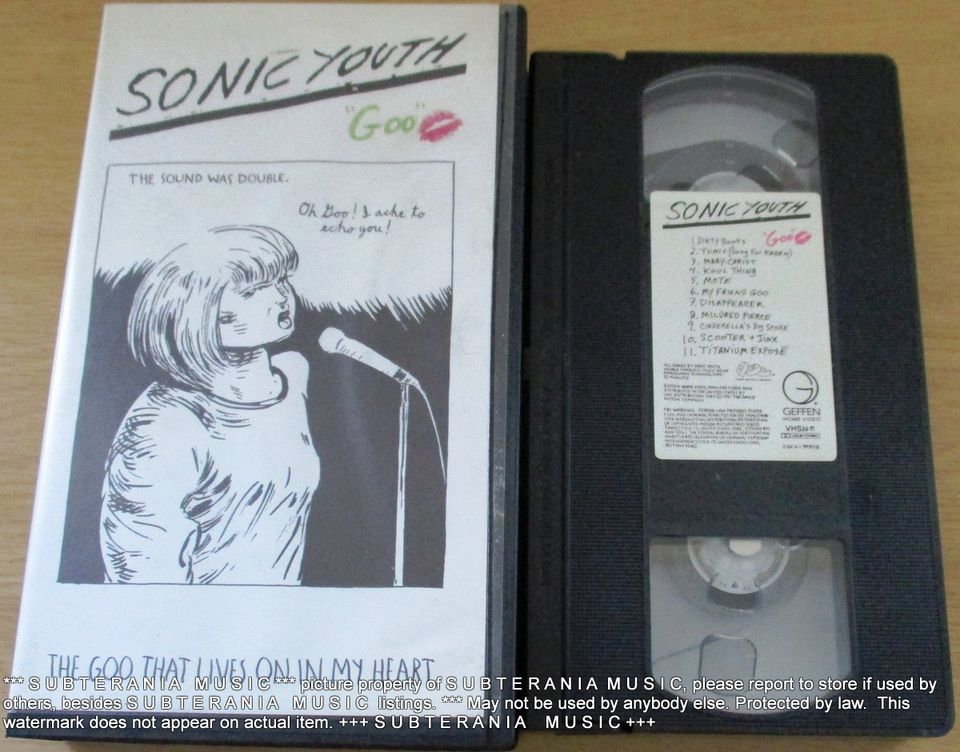 SONIC YOUTH
"Goo"
THE SOUND WAS DOUBLE.
Oh Goo! I ache to
echo you!
THE GOO THAT LIVES ON IN MY HEART
SONIC YOUTH
"Goo"
1. DIRTY BOOTS
2. TUNIC (Song For KAREN)
3. MARY-CHRIST
4. KOOL THING
5. MOTE
6. MY FRIEND GOO
7. DISAPPEARER
8. MILDRED PIERCE
9. CINDERELLA'S Big SCORE
10. SCOOTER + JINX
11. TITANIUM EXPOSÉ
GEFFEN
HOME VIDEO
VHS hi-fi
*** S U B T E R A N I A M U S I C *** picture property of S U B T E R A N I A M U S I C, please report to store if used by
others, besides S U B T E R A N I A M U S I C listings. *** May not be used by anybody else. Protected by law. This
watermark does not appear on actual item. +++ S U B T E R A N I A M U S I C +++